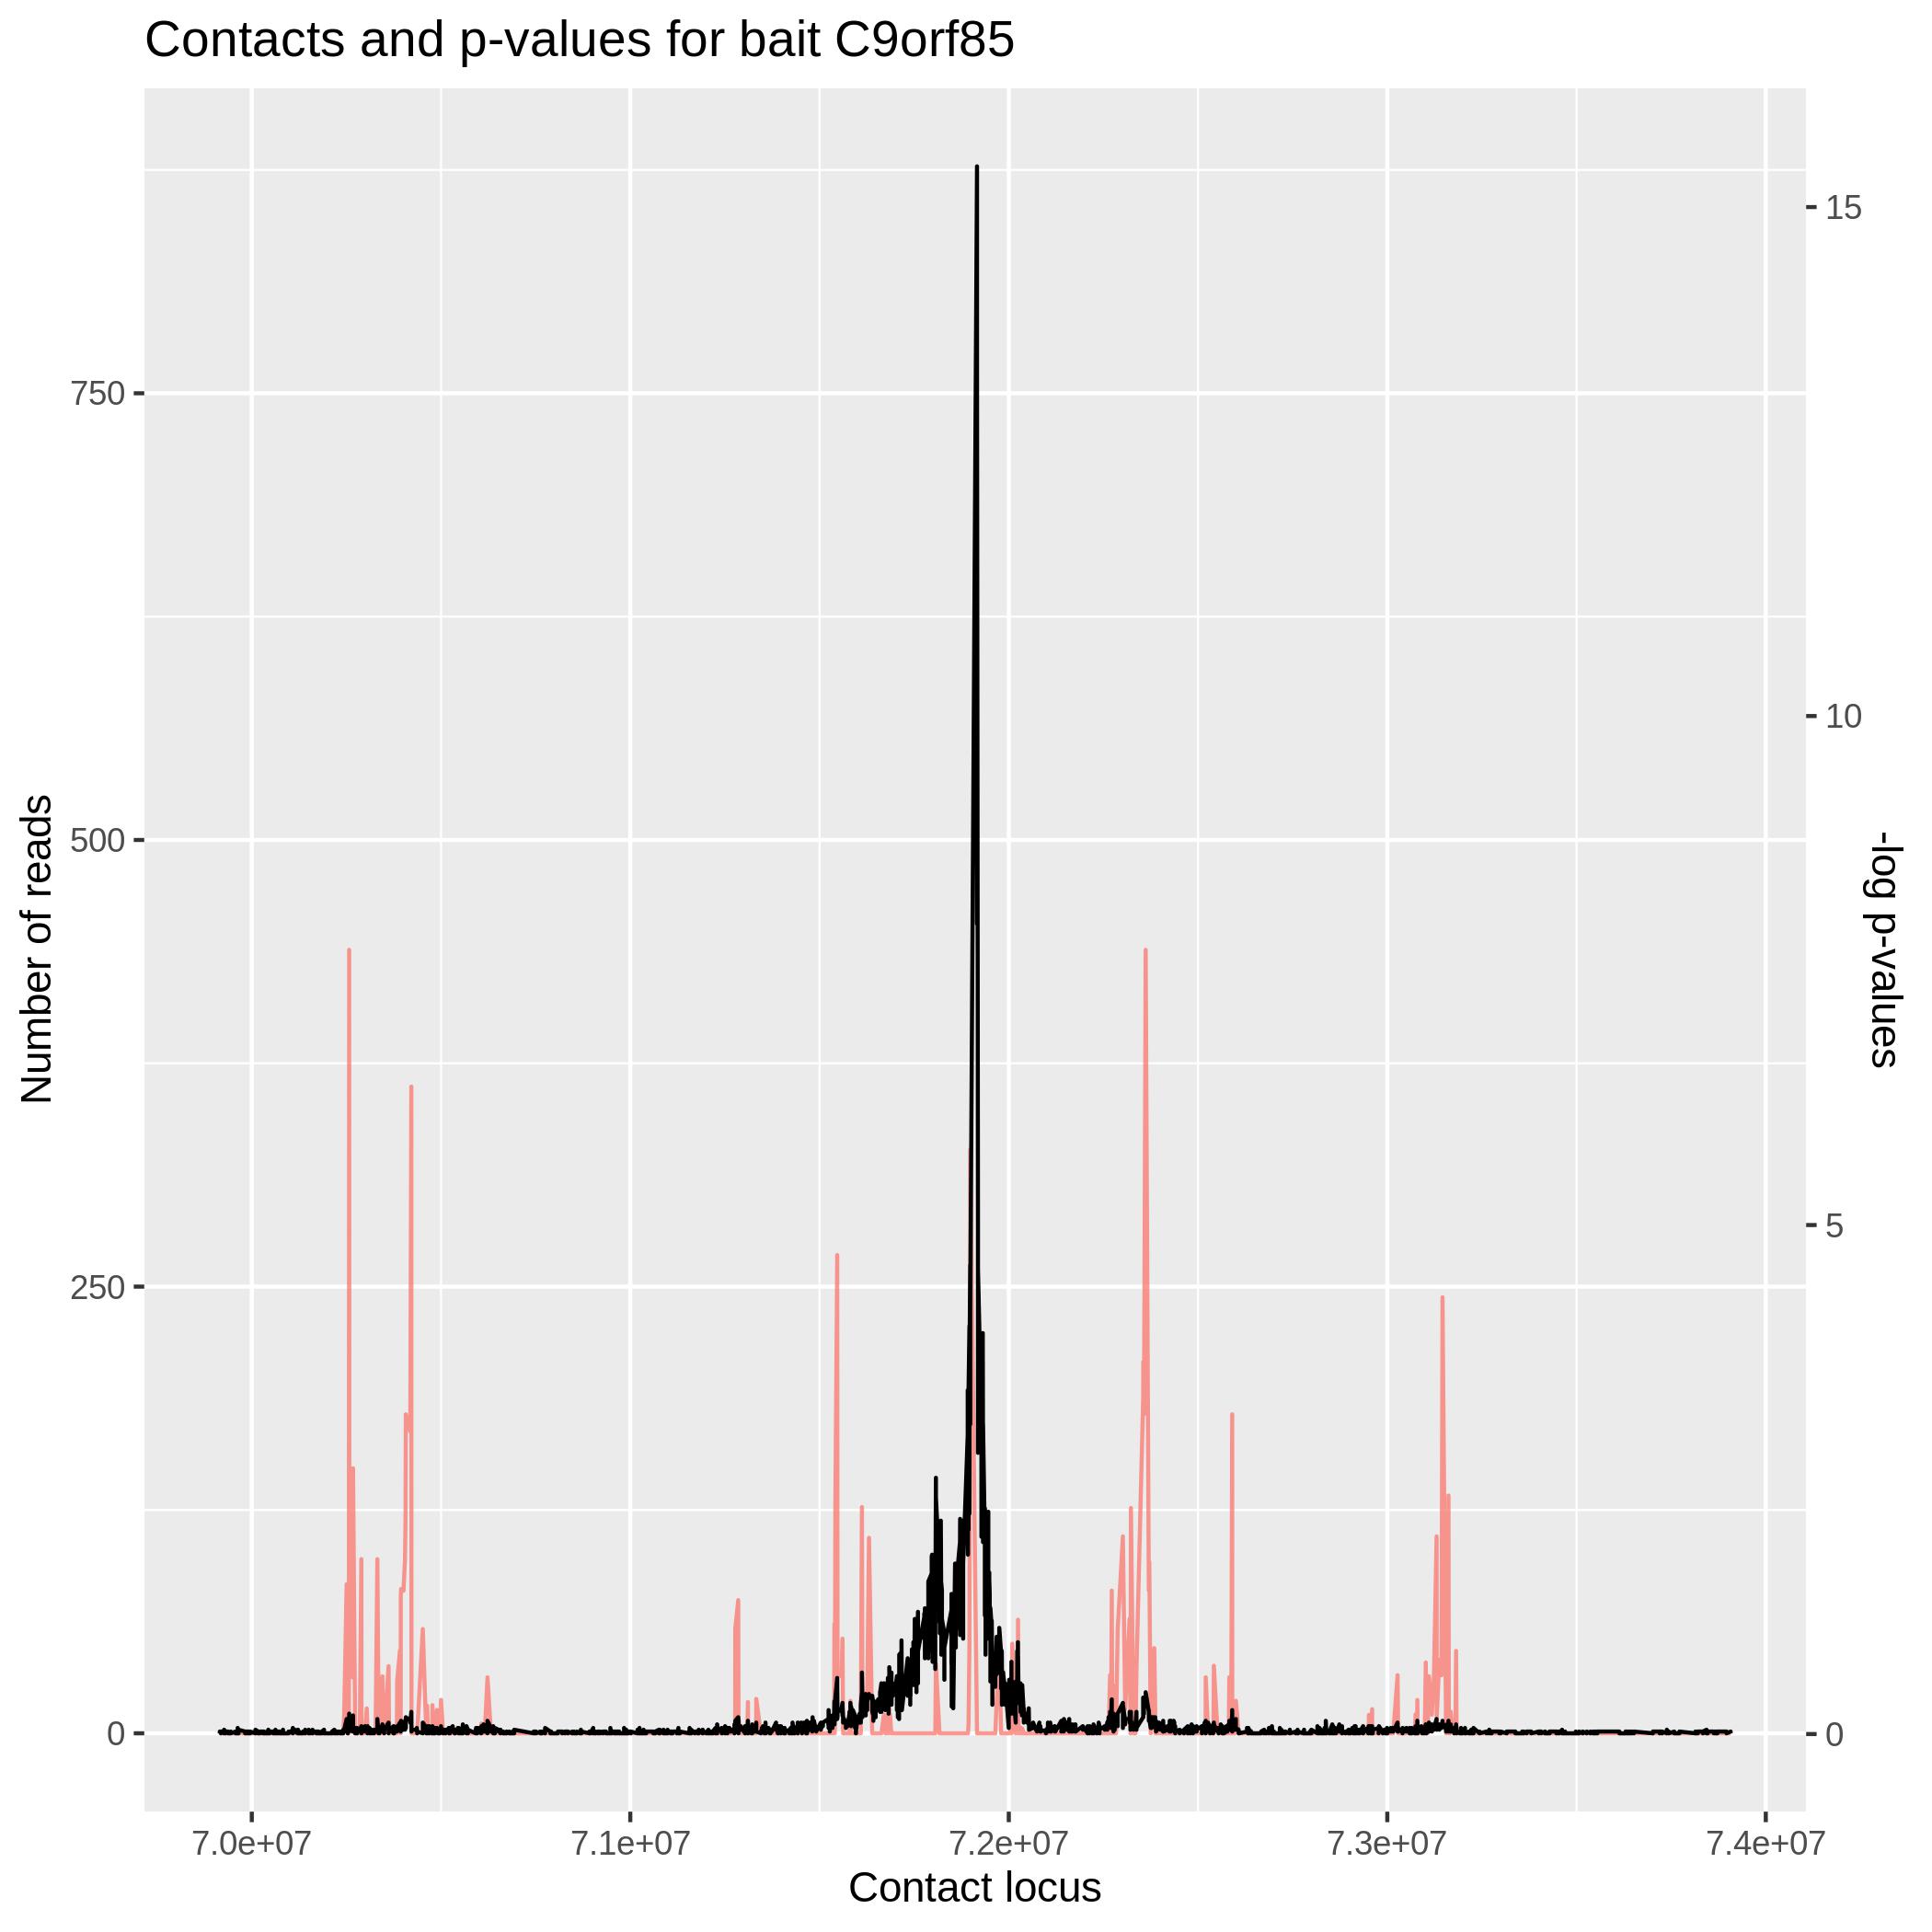 Contacts and p-values for bait C9orf85
Number of reads
750
500
250
0
15
10
5
0
-log p-values
7.0e+07
7.1e+07
7.2e+07
7.3e+07
7.4e+07
Contact locus